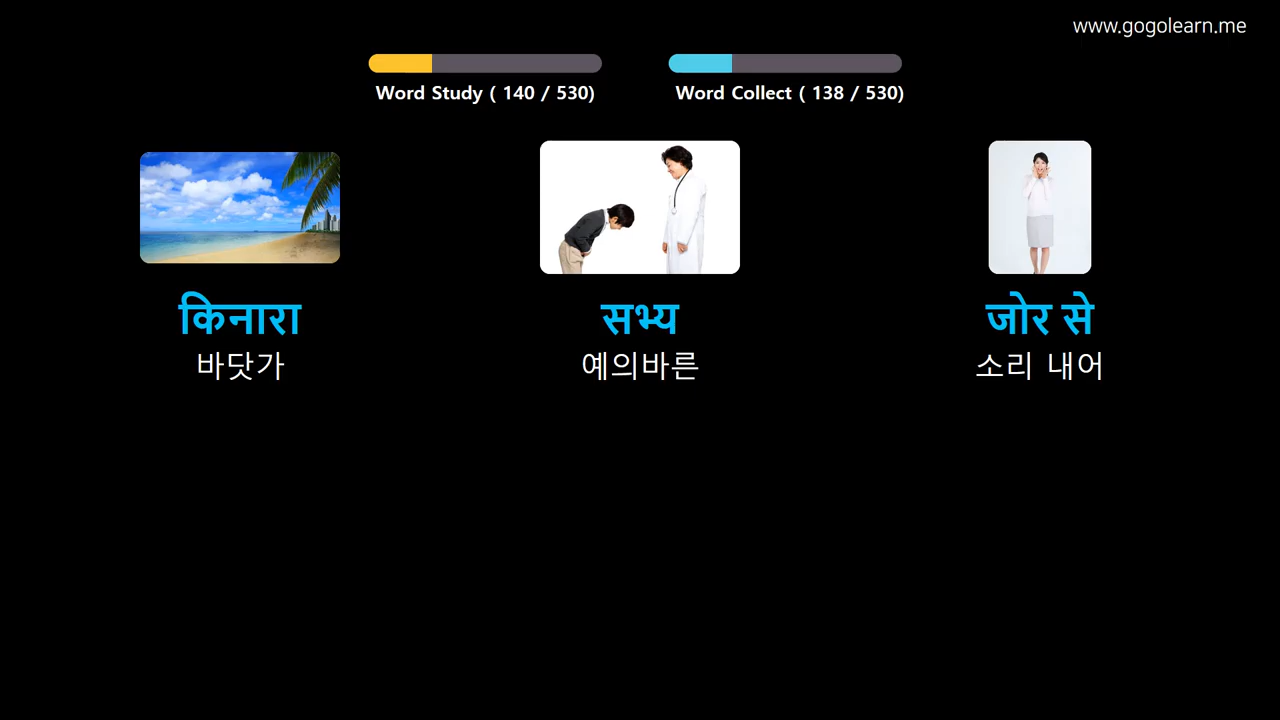 www.gogolearn.me
Word Study ( 140 / 530)
Word Collect ( 138 / 530)
किनारा
바닷가
सभ्य
예의바른
जोर से
소리 내어